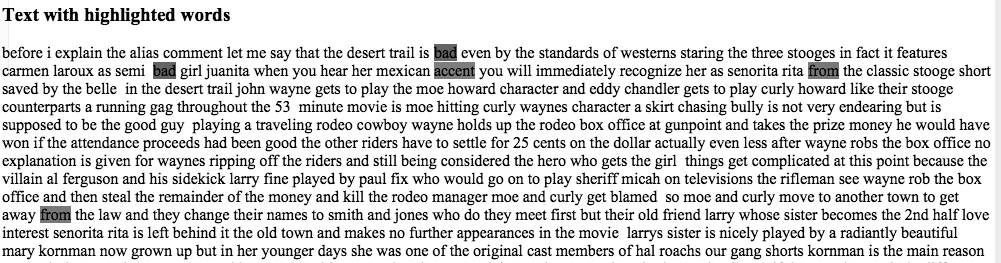 Text with highlighted words
before i explain the alias comment let me say that the desert trail is bad even by the standards of westerns staring the three stooges in fact it features
carmen laroux as semi  bad girl juanita when you hear her mexican accent you will immediately recognize her as senorita rita from the classic stooge short
saved by the belle  in the desert trail john wayne gets to play the moe howard character and eddy chandler gets to play curly howard like their stooge
counterparts a running gag throughout the 53  minute movie is moe hitting curly waynes character a skirt chasing bully is not very endearing but is
supposed to be the good guy  playing a traveling rodeo cowboy wayne holds up the rodeo box office at gunpoint and takes the prize money he would have
won if the attendance proceeds had been good the other riders have to settle for 25 cents on the dollar actually even less after wayne robs the box office no
explanation is given for waynes ripping off the riders and still being considered the hero who gets the girl  things get complicated at this point because the
villain al ferguson and his sidekick larry fine played by paul fix who would go on to play sheriff micah on televisions the rifleman see wayne rob the box
office and then steal the remainder of the money and kill the rodeo manager moe and curly get blamed  so moe and curly move to another town to get
away from the law and they change their names to smith and jones who do they meet first but their old friend larry whose sister becomes the 2nd half love
interest senorita rita is left behind it the old town and makes no further appearances in the movie  larrys sister is nicely played by a radiantly beautiful
mary kornman now grown up but in her younger days she was one of the original cast members of hal roachs our gang shorts kornman is the main reason